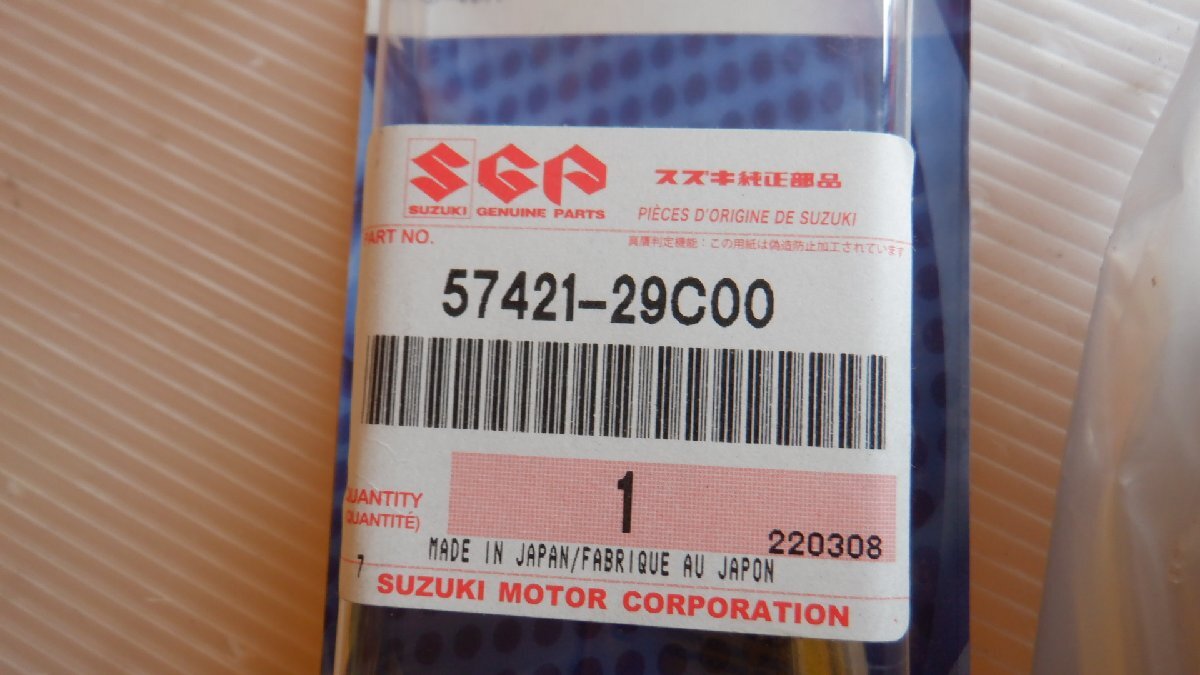 SGP スズキ純正部品
SUZUKI GENUINE PARTS PIÈCES D'ORIGINE DE SUZUKI
PART NO. 真贋判定機能：この用紙は偽造防止加工されています
57421-29C00
QUANTITY 1
(QUANTITÉ) 220308
MADE IN JAPAN/FABRIQUE AU JAPON
7 SUZUKI MOTOR CORPORATION